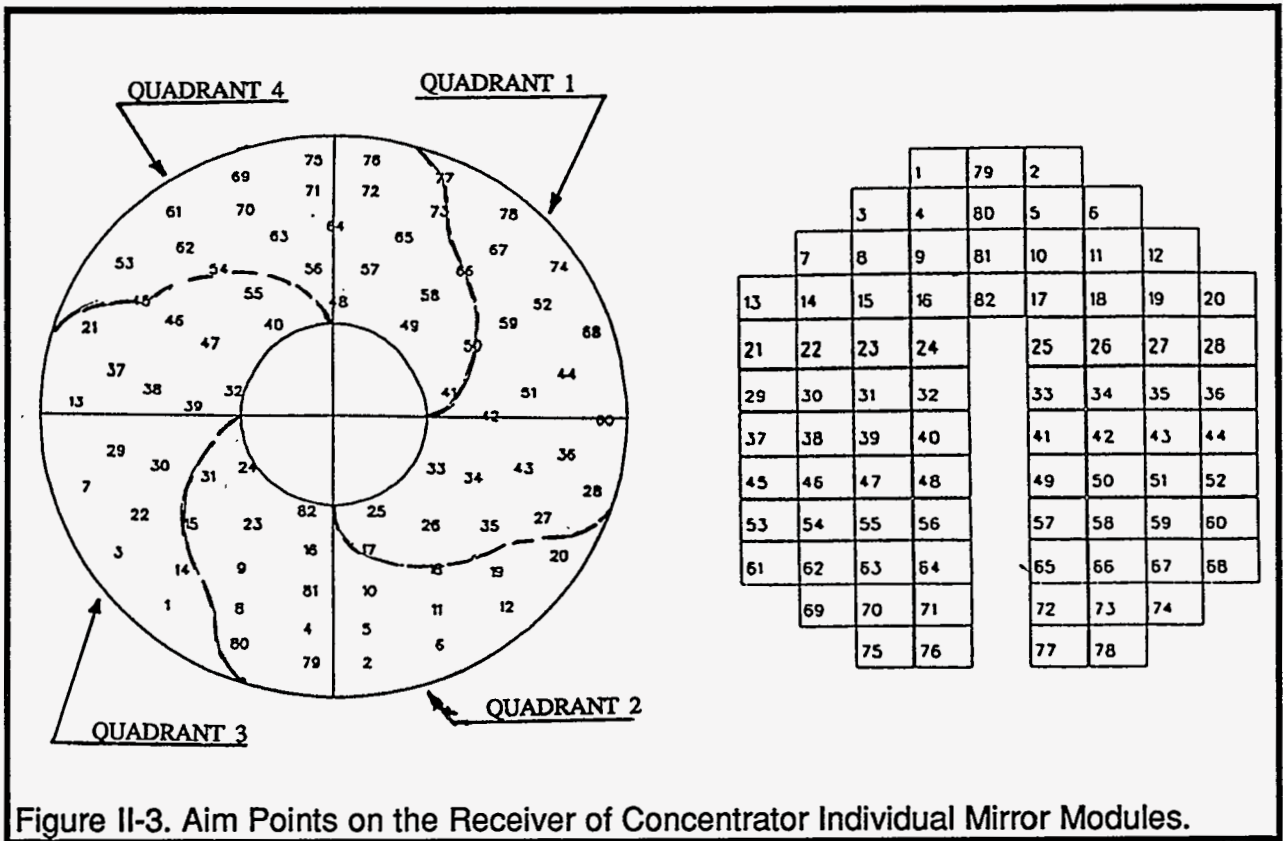 QUADRANT 4 QUADRANT 1
75 76
69 77
71 72
61 70 73 78
64
63 65
62 67
53 54 56 57 66 74
55 58 52
45 48
21 46 40 49 59 68
47 50
37 44
38 32 41 51
13 39 42 60
29 36
30 24 33 43
31 34
7 28
22 82 25 27
15 23 26 35
3 16 17 20
14 9 18 19
81 10
1 8 11 12
4 5
80 6
79 2
QUADRANT 3 QUADRANT 2
1 79 2
3 4 80 5 6
7 8 9 81 10 11 12
13 14 15 16 82 17 18 19 20
21 22 23 24 25 26 27 28
29 30 31 32 33 34 35 36
37 38 39 40 41 42 43 44
45 46 47 48 49 50 51 52
53 54 55 56 57 58 59 60
61 62 63 64 65 66 67 68
69 70 71 72 73 74
75 76 77 78
Figure II-3. Aim Points on the Receiver of Concentrator Individual Mirror Modules.